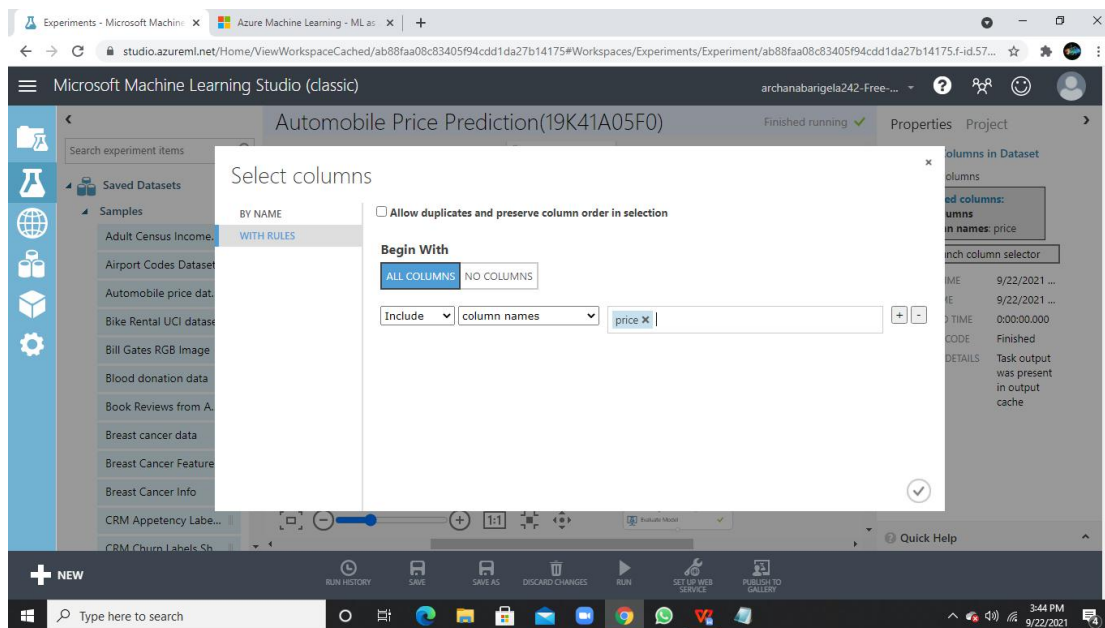 Experiments - Microsoft Machine
Azure Machine Learning - ML as
studio.azureml.net/Home/ViewWorkspaceCached/ab88faa08c83405f94cdd1da27b14175#Workspaces/Experiments/Experiment/ab88faa08c83405f94cdd1da27b14175.f-id.57...
Microsoft Machine Learning Studio (classic)
archanabarigela242-Free-...
Automobile Price Prediction(19K41A05F0)
Finished running
Properties Project
Search experiment items
Saved Datasets
Samples
Adult Census Income.
Airport Codes Dataset
Automobile price dat.
Bike Rental UCI datase
Bill Gates RGB Image
Blood donation data
Book Reviews from A.
Breast cancer data
Breast Cancer Feature
Breast Cancer Info
CRM Appetency Labe...
CRM Churn Labels Sh
Select columns
BY NAME
WITH RULES
Allow duplicates and preserve column order in selection
Begin With
ALL COLUMNS NO COLUMNS
Include column names price
+ -
olumns in Dataset
olumns
ed columns:
umns
n names: price
nch column selector
IME 9/22/2021 ...
ME 9/22/2021 ...
D TIME 0:00:00.000
CODE Finished
DETAILS Task output
was present
in output
cache
1:1
Evaluate Model
Quick Help
NEW
RUN HISTORY
SAVE
SAVE AS
DISCARD CHANGES
RUN
SET UP WEB
SERVICE
PUBLISH TO
GALLERY
Type here to search
3:44 PM
9/22/2021
4